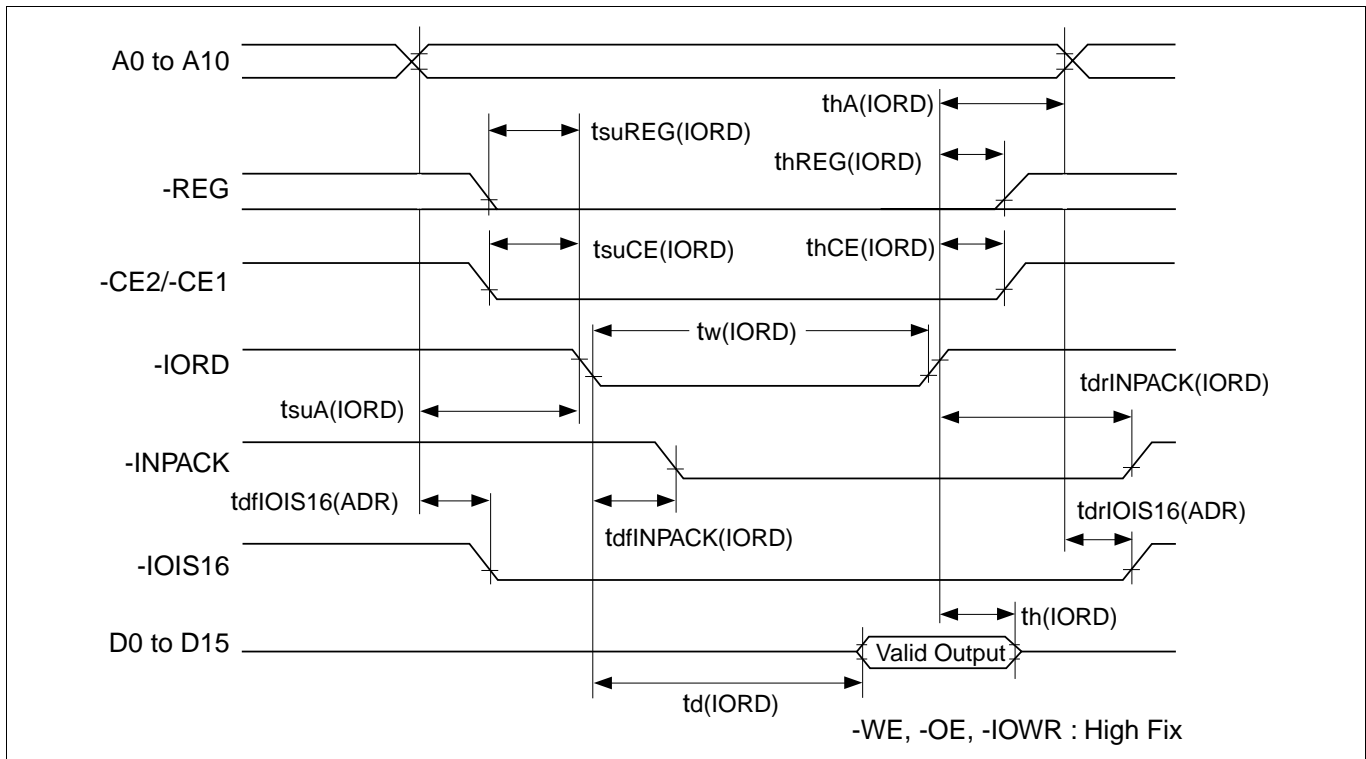 A0 to A10
thA(IORD)
tsuREG(IORD)
thREG(IORD)
-REG
tsuCE(IORD)
thCE(IORD)
-CE2/-CE1
tw(IORD)
-IORD
tdrINPACK(IORD)
tsuA(IORD)
-INPACK
tdfIOIS16(ADR)
tdrIOIS16(ADR)
tdfINPACK(IORD)
-IOIS16
th(IORD)
D0 to D15
Valid Output
td(IORD)
-WE, -OE, -IOWR : High Fix